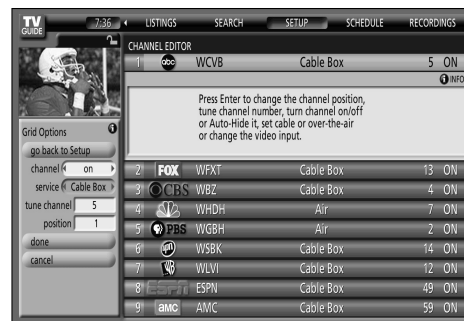 TV GUIDE 7:36 LISTINGS SEARCH SETUP SCHEDULE RECORDINGS
CHANNEL EDITOR
1 abc WCVB Cable Box 5 ON
INFO
Press Enter to change the channel position,
tune channel number, turn channel on/off
or Auto-Hide it, set cable or over-the-air
or change the video input.
Grid Options
go back to Setup
channel on
service Cable Box
tune channel 5
position 1
done
cancel
2 FOX WFXT Cable Box 13 ON
3 CBS WBZ Cable Box 4 ON
4 WHDH Air 7 ON
5 PBS WGBH Air 2 ON
6 UPN WSBK Cable Box 14 ON
7 WB WLVI Cable Box 12 ON
8 ESPN ESPN Cable Box 49 ON
9 AMC AMC Cable Box 59 ON